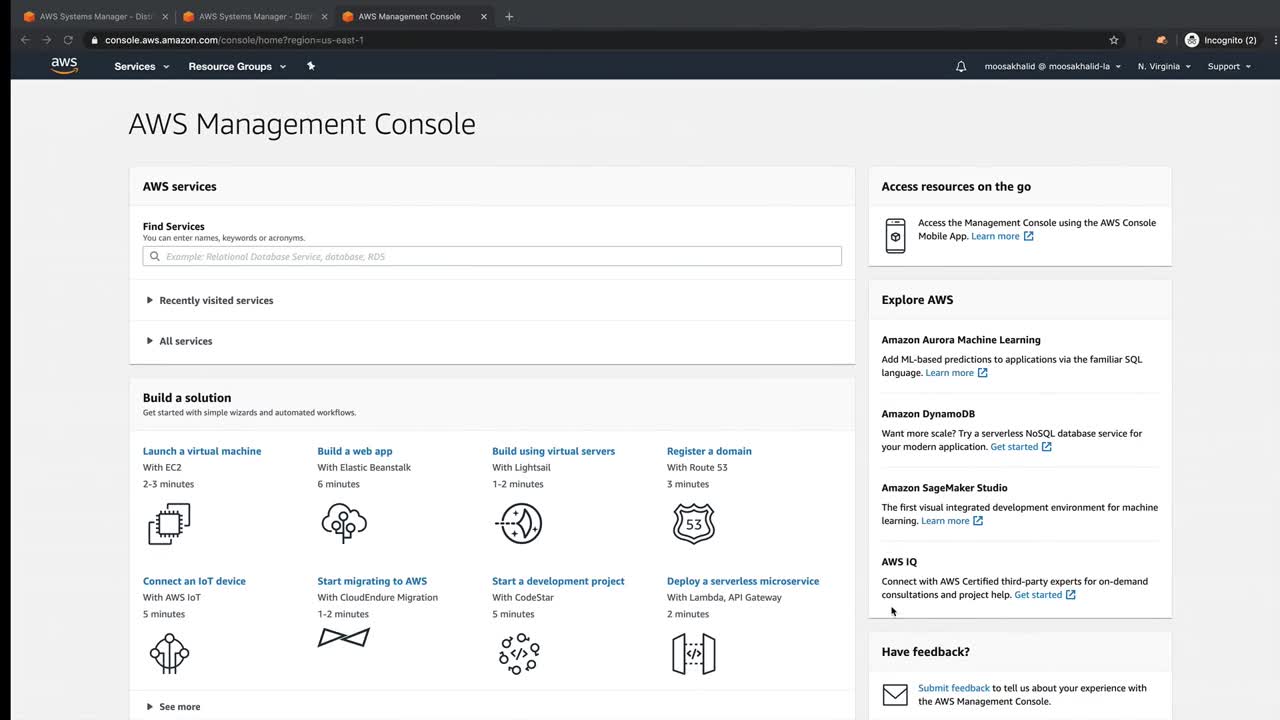 AWS Systems Manager - Dist
AWS Systems Manager - Dist
AWS Management Console
console.aws.amazon.com/console/home?region=us-east-1
Incognito (2)
aws
Services
Resource Groups
moosakhalid @ moosakhalid-la
N. Virginia
Support
AWS Management Console
AWS services
Find Services
You can enter names, keywords or acronyms.
Example: Relational Database Service, database, RDS
Recently visited services
All services
Build a solution
Get started with simple wizards and automated workflows.
Launch a virtual machine
With EC2
2-3 minutes
Build a web app
With Elastic Beanstalk
6 minutes
Build using virtual servers
With Lightsail
1-2 minutes
Register a domain
With Route 53
3 minutes
53
Connect an IoT device
With AWS IoT
5 minutes
Start migrating to AWS
With CloudEndure Migration
1-2 minutes
Start a development project
With CodeStar
5 minutes
</>
Deploy a serverless microservice
With Lambda, API Gateway
2 minutes
</>
See more
Access resources on the go
Access the Management Console using the AWS Console
Mobile App. Learn more
Explore AWS
Amazon Aurora Machine Learning
Add ML-based predictions to applications via the familiar SQL
language. Learn more
Amazon DynamoDB
Want more scale? Try a serverless NoSQL database service for
your modern application. Get started
Amazon SageMaker Studio
The first visual integrated development environment for machine
learning. Learn more
AWS IQ
Connect with AWS Certified third-party experts for on-demand
consultations and project help. Get started
Have feedback?
Submit feedback to tell us about your experience with
the AWS Management Console.